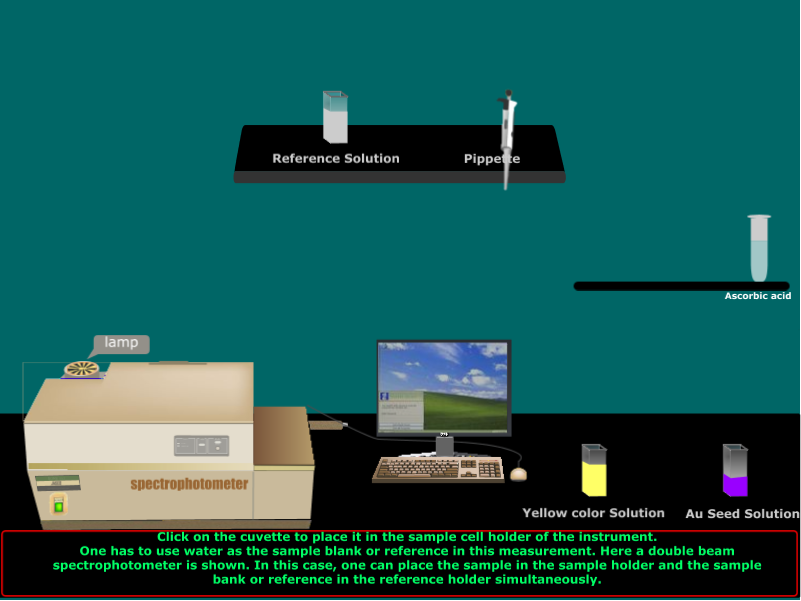 Reference Solution
Pippette
Ascorbic acid
lamp
spectrophotometer
Yellow color Solution
Au Seed Solution
Click on the cuvette to place it in the sample cell holder of the instrument.
One has to use water as the sample blank or reference in this measurement. Here a double beam
spectrophotometer is shown. In this case, one can place the sample in the sample holder and the sample
bank or reference in the reference holder simultaneously.